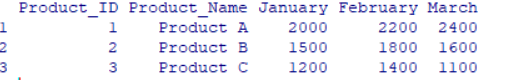 Product_ID Product_Name January February March
1 1 Product A 2000 2200 2400
2 2 Product B 1500 1800 1600
3 3 Product C 1200 1400 1100